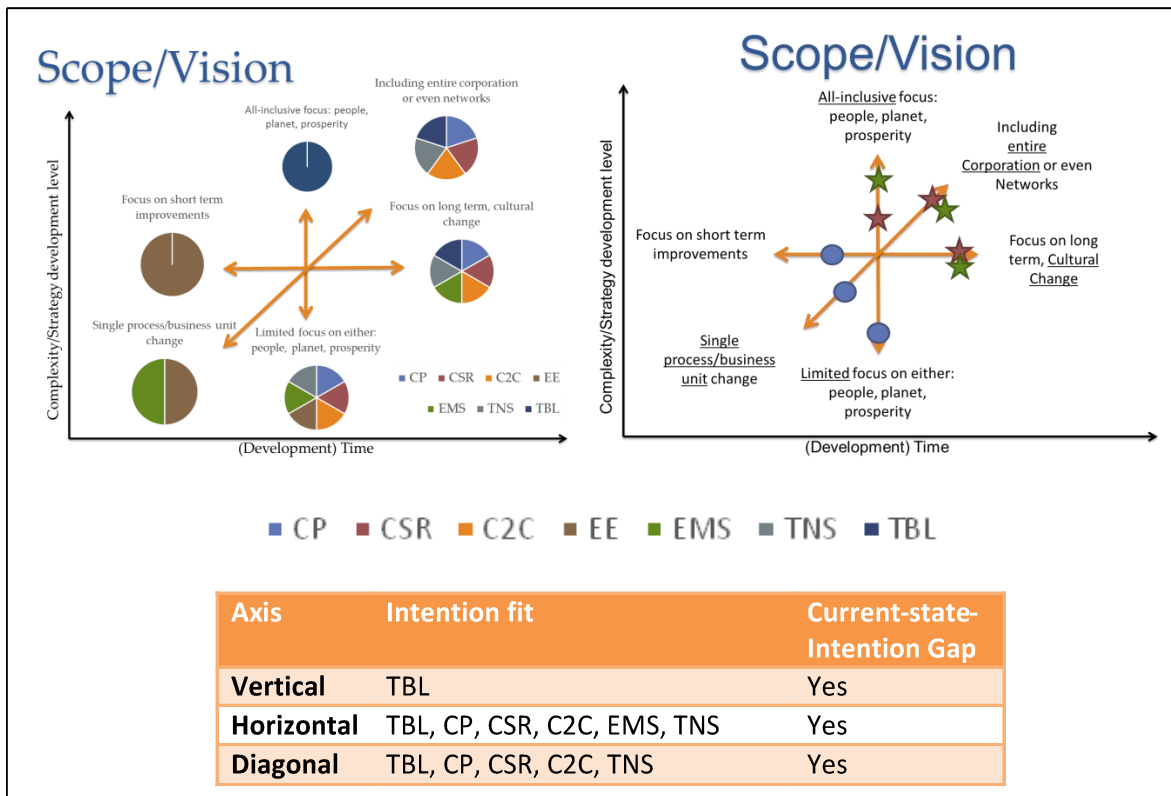 Scope/Vision
Complexity/Strategy development level
All-inclusive focus: people,
planet, prosperity
Including entire corporation
or even networks
Focus on short term
improvements
Focus on long term, cultural
change
Single process/business unit
change
Limited focus on either:
people, planet, prosperity
CP CSR C2C EE
EMS TNS TBL
(Development) Time
Scope/Vision
Complexity/Strategy development level
All-inclusive focus:
people, planet,
prosperity
Including
entire
Corporation or even
Networks
Focus on short term
improvements
Focus on long
term, Cultural
Change
Single
process/business
unit change
Limited focus on either:
people, planet,
prosperity
(Development) Time
CP CSR C2C EE EMS TNS TBL
Axis Intention fit Current-state-
Intention Gap
Vertical TBL Yes
Horizontal TBL, CP, CSR, C2C, EMS, TNS Yes
Diagonal TBL, CP, CSR, C2C, TNS Yes